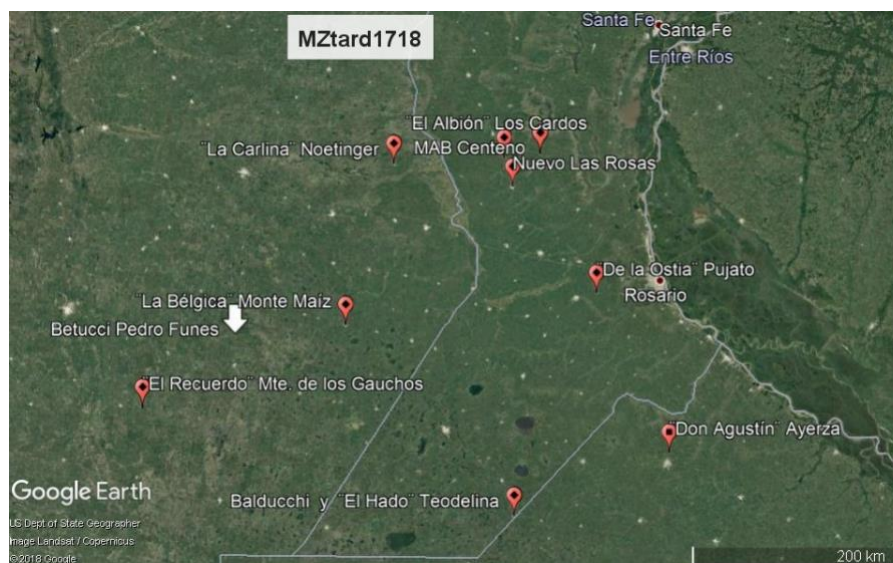 MZtard1718
Santa Fe
Santa Fe
Entre Ríos
¨El Albión¨ Los Cardos
¨La Carlina¨ Noetinger
MAB Centeno
Nuevo Las Rosas
¨De la Ostia¨ Pujato
Rosario
¨La Bélgica¨ Monte Maíz
Betucci Pedro Funes
¨El Recuerdo¨ Mte. de los Gauchos
¨Don Agustín¨ Ayerza
Balducchi y ¨El Hado¨ Teodelina
Google Earth
US Dept of State Geographer
Image Landsat / Copernicus
©2018 Google
200 km